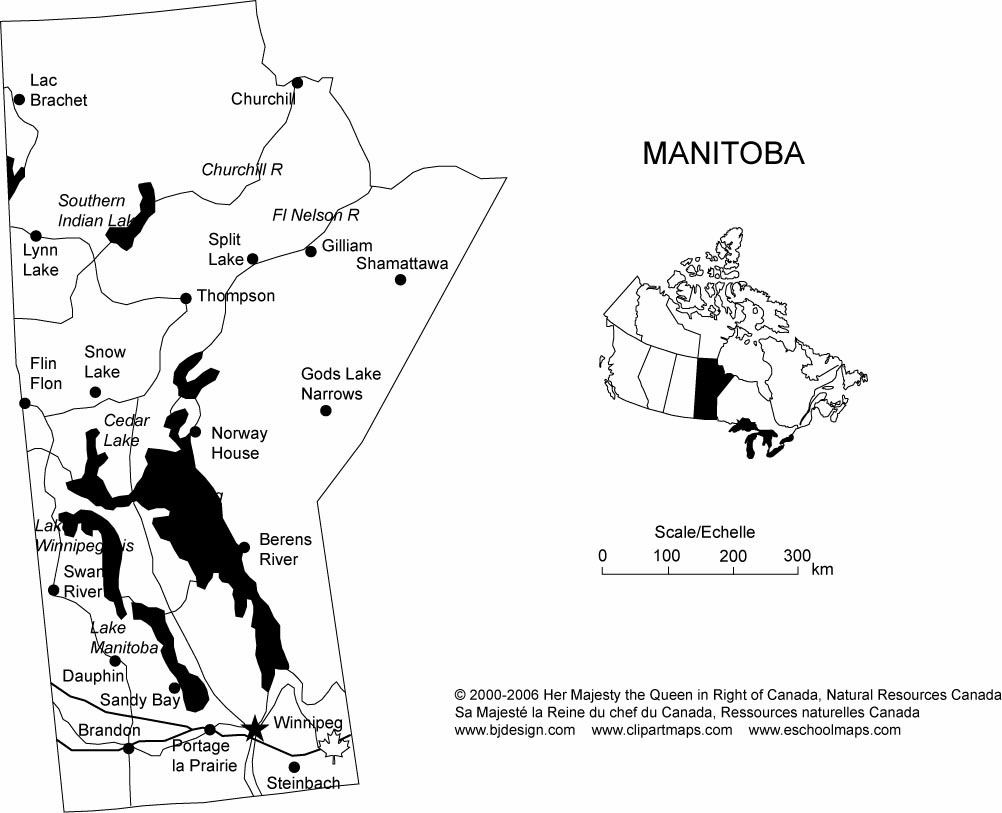 MANITOBA
Lac
Brachet
Churchill
Churchill R
Southern
Indian Lak
Fl Nelson R
Lynn
Lake
Split
Lake
Gilliam
Shamattawa
Thompson
Flin
Flon
Snow
Lake
Gods Lake
Narrows
Cedar
Lake
Norway
House
g
Lake
Winnipegosis
Berens
River
Swan
River
Lake
Manitoba
Dauphin
Sandy Bay
Brandon
Portage
la Prairie
Winnipeg
Steinbach
Scale/Echelle
0 100 200 300
km
© 2000-2006 Her Majesty the Queen in Right of Canada, Natural Resources Canada
Sa Majesté la Reine du chef du Canada, Ressources naturelles Canada
www.bjdesign.com www.clipartmaps.com www.eschoolmaps.com